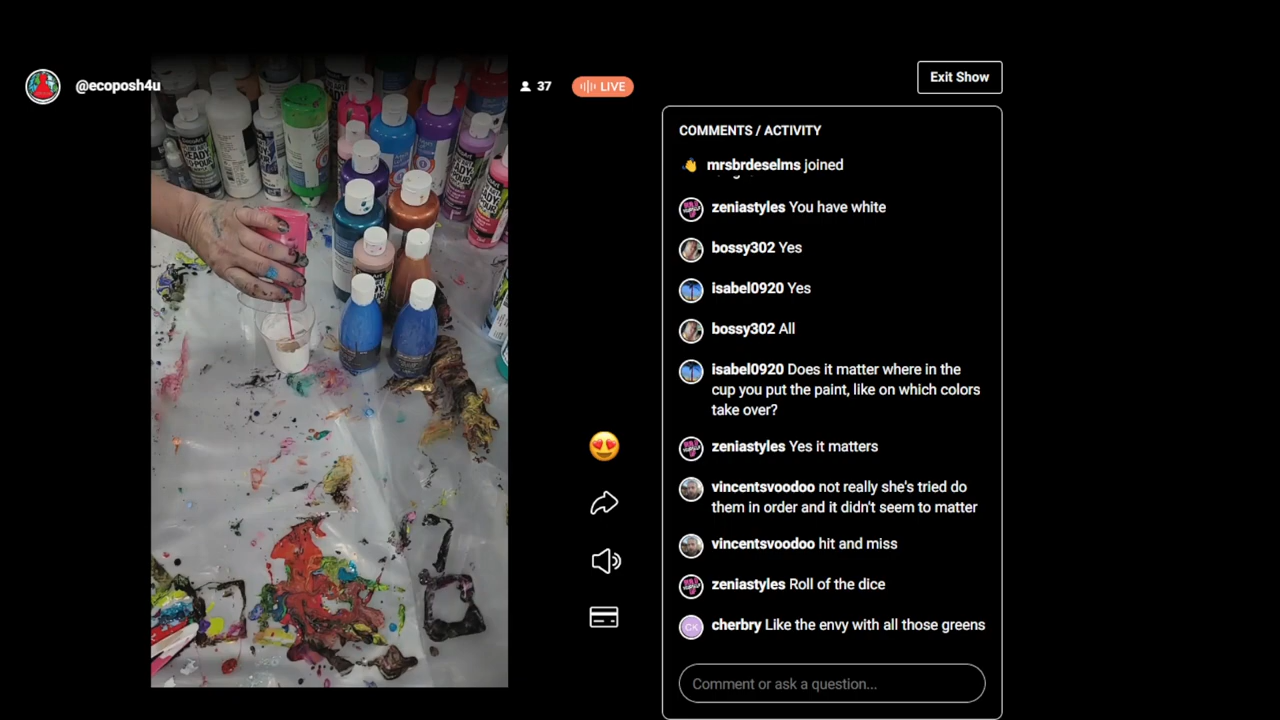 @ecoposh4u
37
LIVE
Exit Show
COMMENTS / ACTIVITY
mrsbrdeselms joined
zeniastyles You have white
bossy302 Yes
isabel0920 Yes
bossy302 All
isabel0920 Does it matter where in the
cup you put the paint, like on which colors
take over?
zeniastyles Yes it matters
vincentsvoodoo not really she's tried do
them in order and it didn't seem to matter
vincentsvoodoo hit and miss
zeniastyles Roll of the dice
CK
cherbry Like the envy with all those greens
Comment or ask a question...